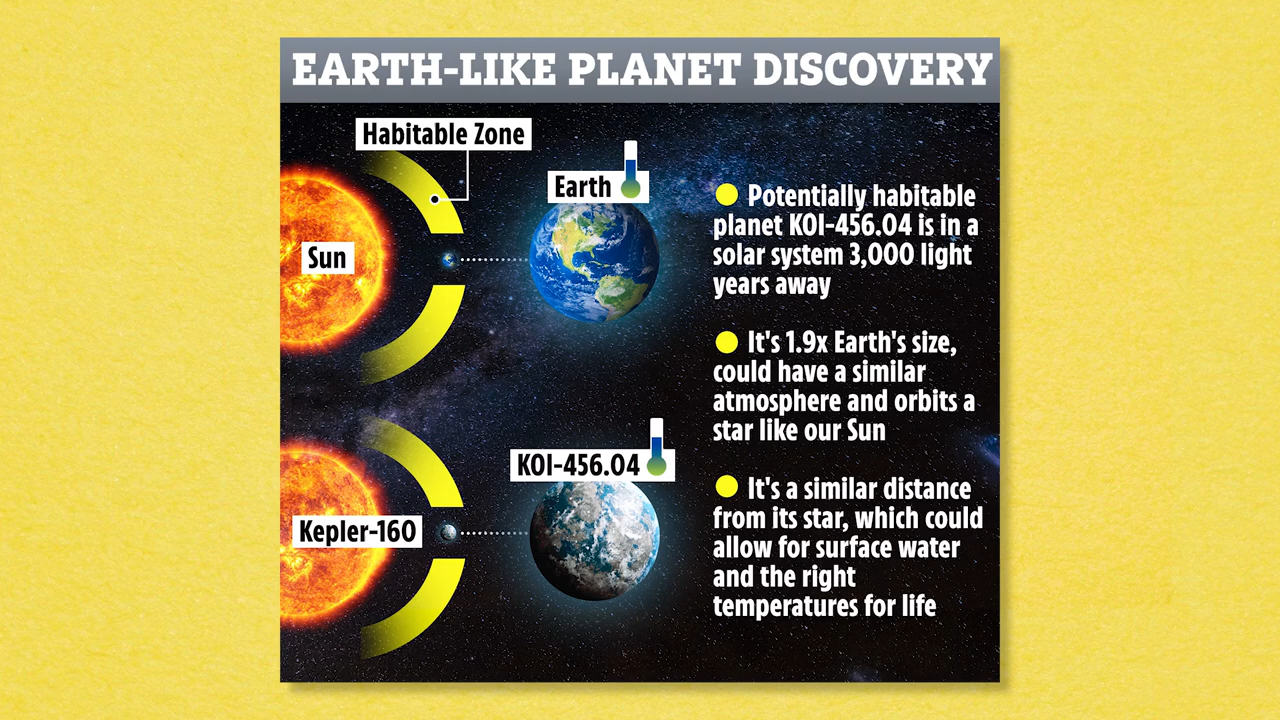 EARTH-LIKE PLANET DISCOVERY
Habitable Zone
Earth
Sun
KOI-456.04
Kepler-160
Potentially habitable
planet KOI-456.04 is in a
solar system 3,000 light
years away
It's 1.9x Earth's size,
could have a similar
atmosphere and orbits a
star like our Sun
It's a similar distance
from its star, which could
allow for surface water
and the right
temperatures for life